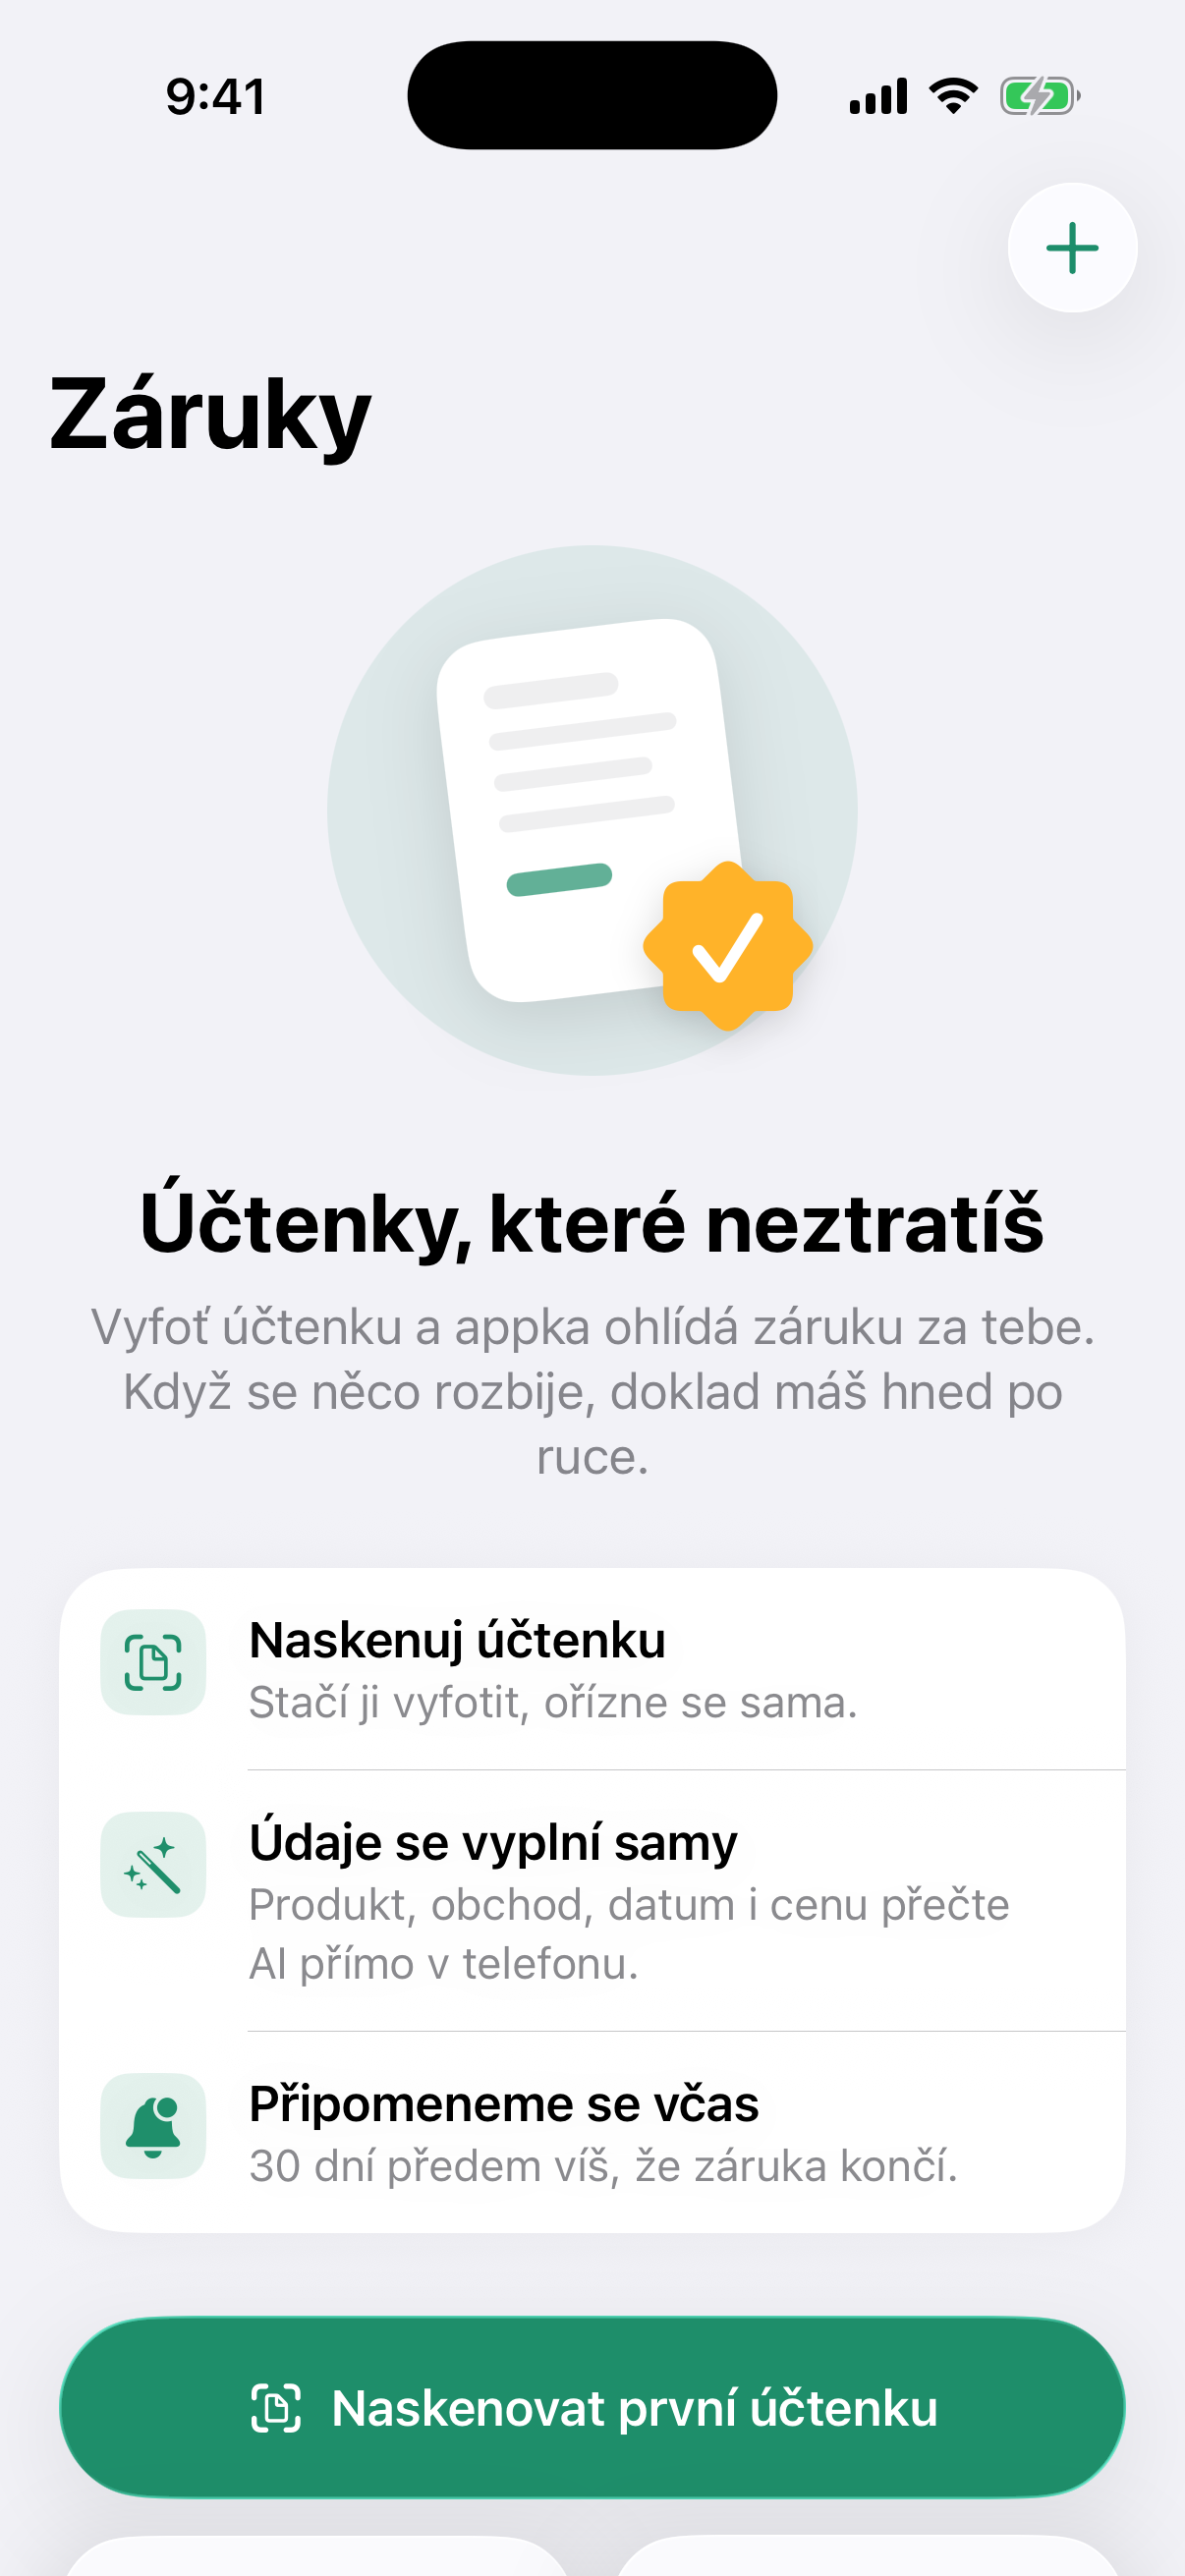 9:41
Záruky
Účtenky, které neztratíš
Vyfoť účtenku a appka ohlídá záruku za tebe.
Když se něco rozbije, doklad máš hned po
ruce.
Naskenuj účtenku
Stačí ji vyfotit, ořízne se sama.
Údaje se vyplní samy
Produkt, obchod, datum i cenu přečte
AI přímo v telefonu.
Připomeneme se včas
30 dní předem víš, že záruka končí.
Naskenovat první účtenku